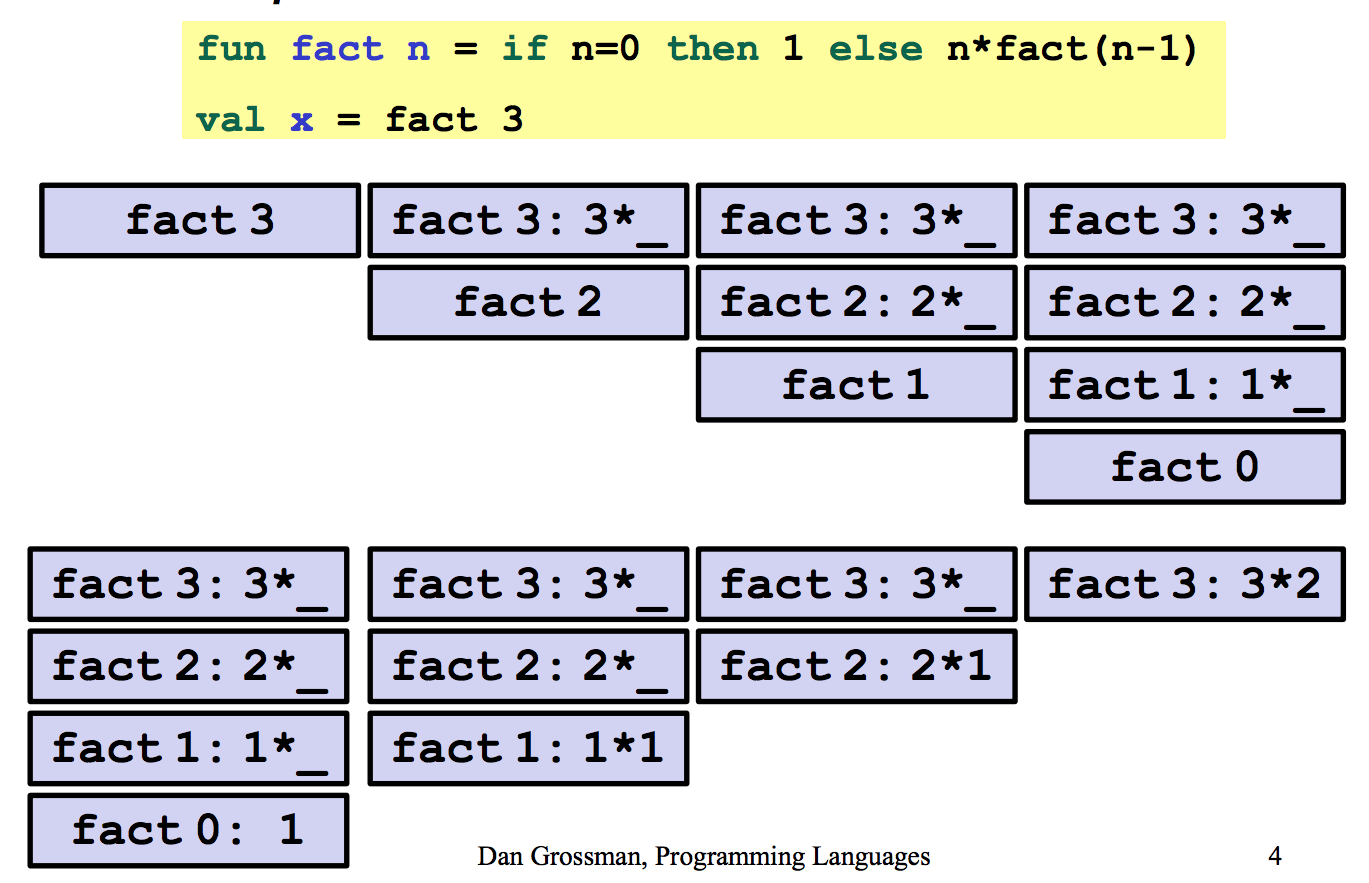 fun fact n = if n=0 then 1 else n*fact(n-1)
val x = fact 3
fact 3 fact 3: 3*_ fact 3: 3*_ fact 3: 3*_
fact 2 fact 2: 2*_ fact 2: 2*_
fact 1 fact 1: 1*_
fact 0
fact 3: 3*_ fact 3: 3*_ fact 3: 3*_ fact 3: 3*2
fact 2: 2*_ fact 2: 2*_ fact 2: 2*1
fact 1: 1*_ fact 1: 1*1
fact 0: 1
Dan Grossman, Programming Languages 4